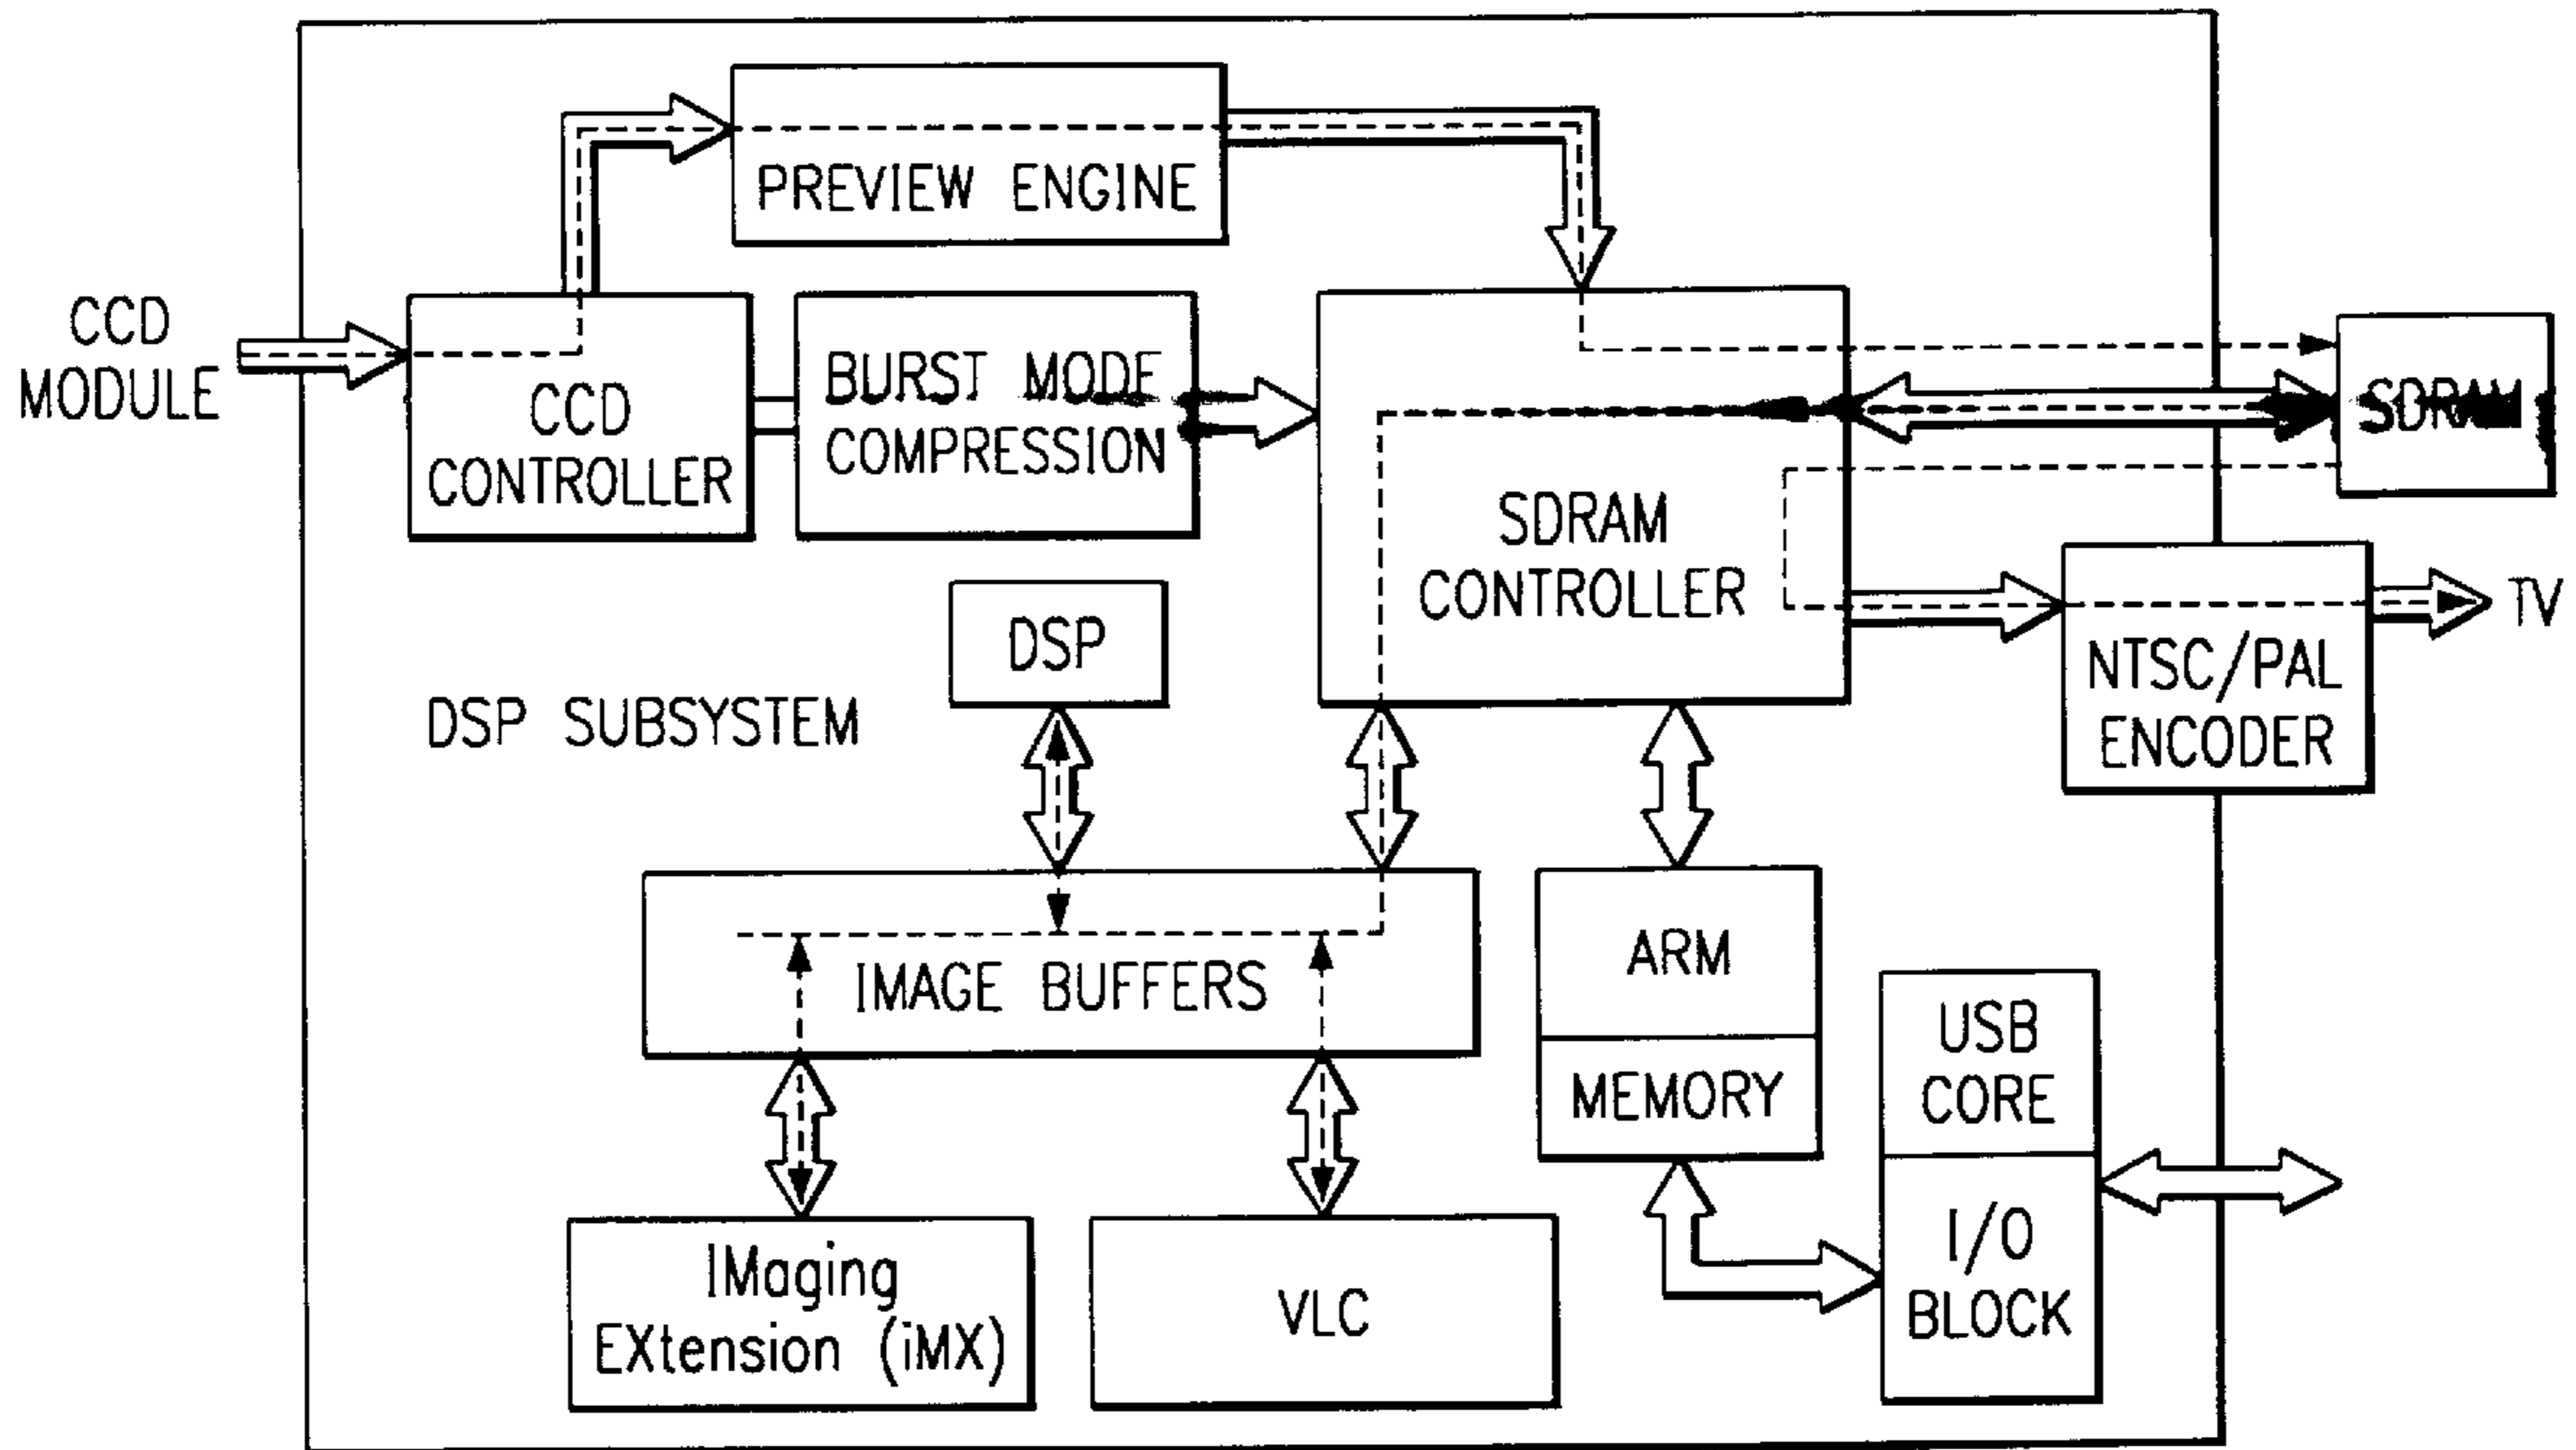 PREVIEW ENGINE
CCD
MODULE
CCD
CONTROLLER
BURST MODE
COMPRESSION
SDRAM
CONTROLLER
SDRAM
NTSC/PAL
ENCODER
TV
DSP
DSP SUBSYSTEM
IMAGE BUFFERS
ARM
MEMORY
USB
CORE
I/O
BLOCK
IMaging
EXtension (iMX)
VLC